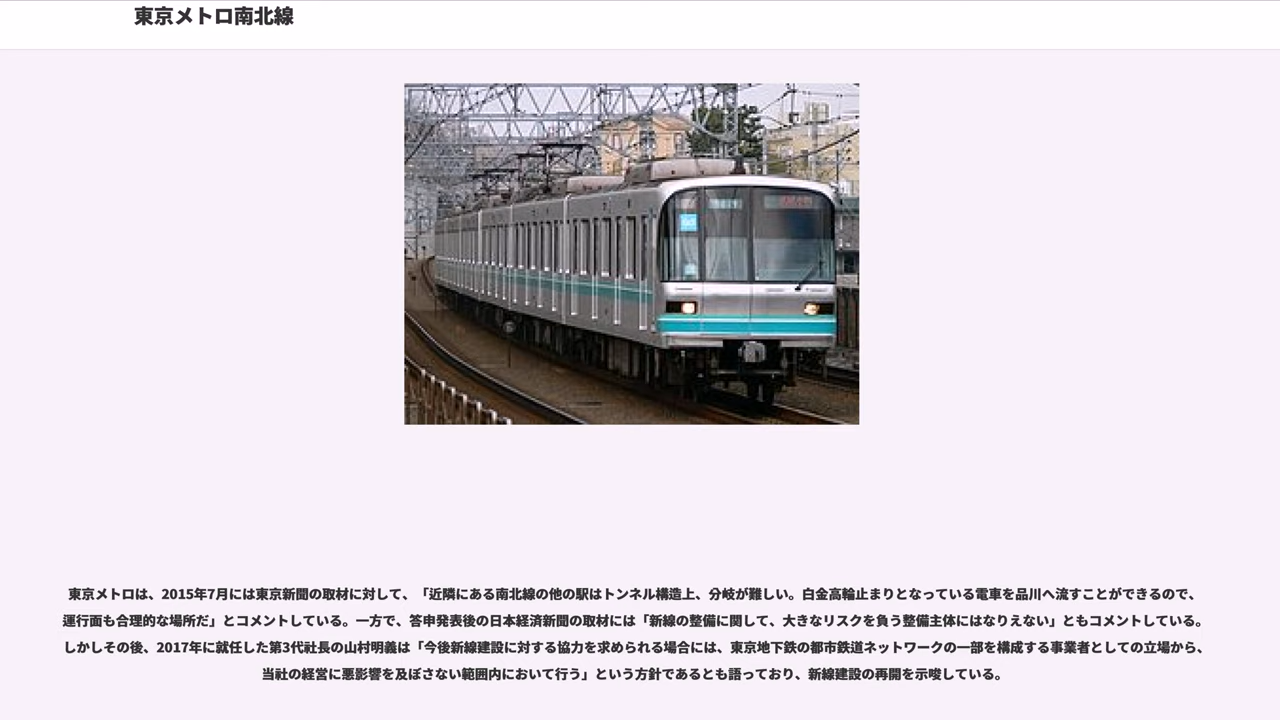 東京メトロ南北線
東京メトロは、2015年7月には東京新聞の取材に対して、「近隣にある南北線の他の駅はトンネル構造上、分岐が難しい。白金高輪止まりとなっている電車を品川へ流すことができるので、
運行面も合理的な場所だ」とコメントしている。一方で、答申発表後の日本経済新聞の取材には「新線の整備に関して、大きなリスクを負う整備主体にはなりえない」ともコメントしている。
しかしその後、2017年に就任した第3代社長の山村明義は「今後新線建設に対する協力を求められる場合には、東京地下鉄の都市鉄道ネットワークの一部を構成する事業者としての立場から、
当社の経営に悪影響を及ぼさない範囲内において行う」という方針であるとも語っており、新線建設の再開を示唆している。